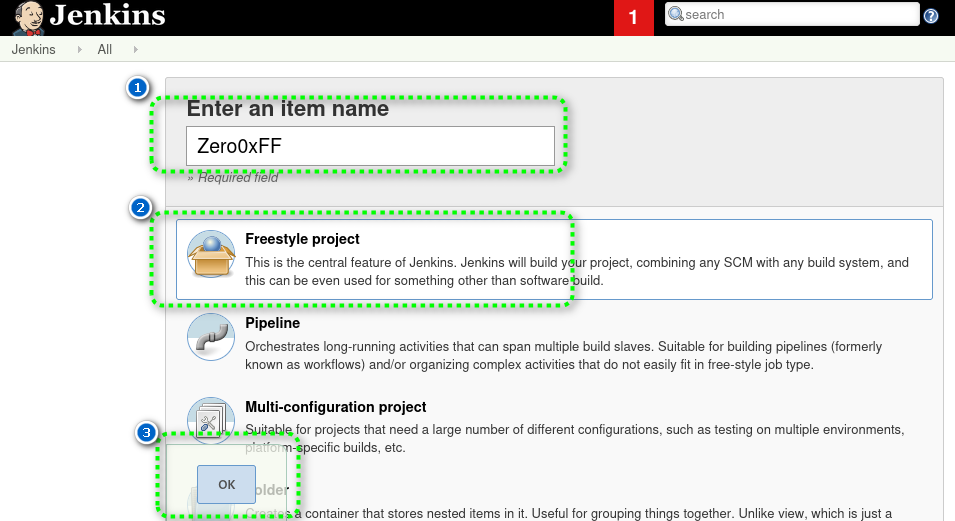 Jenkins
1
search
?
Jenkins
All
1
Enter an item name
Zero0xFF
» Required field
2
Freestyle project
This is the central feature of Jenkins. Jenkins will build your project, combining any SCM with any build system, and
this can be even used for something other than software build.
Pipeline
Orchestrates long-running activities that can span multiple build slaves. Suitable for building pipelines (formerly
known as workflows) and/or organizing complex activities that do not easily fit in free-style job type.
Multi-configuration project
3
Suitable for projects that need a large number of different configurations, such as testing on multiple environments,
platform-specific builds, etc.
OK
older
Creates a container that stores nested items in it. Useful for grouping things together. Unlike view, which is just a